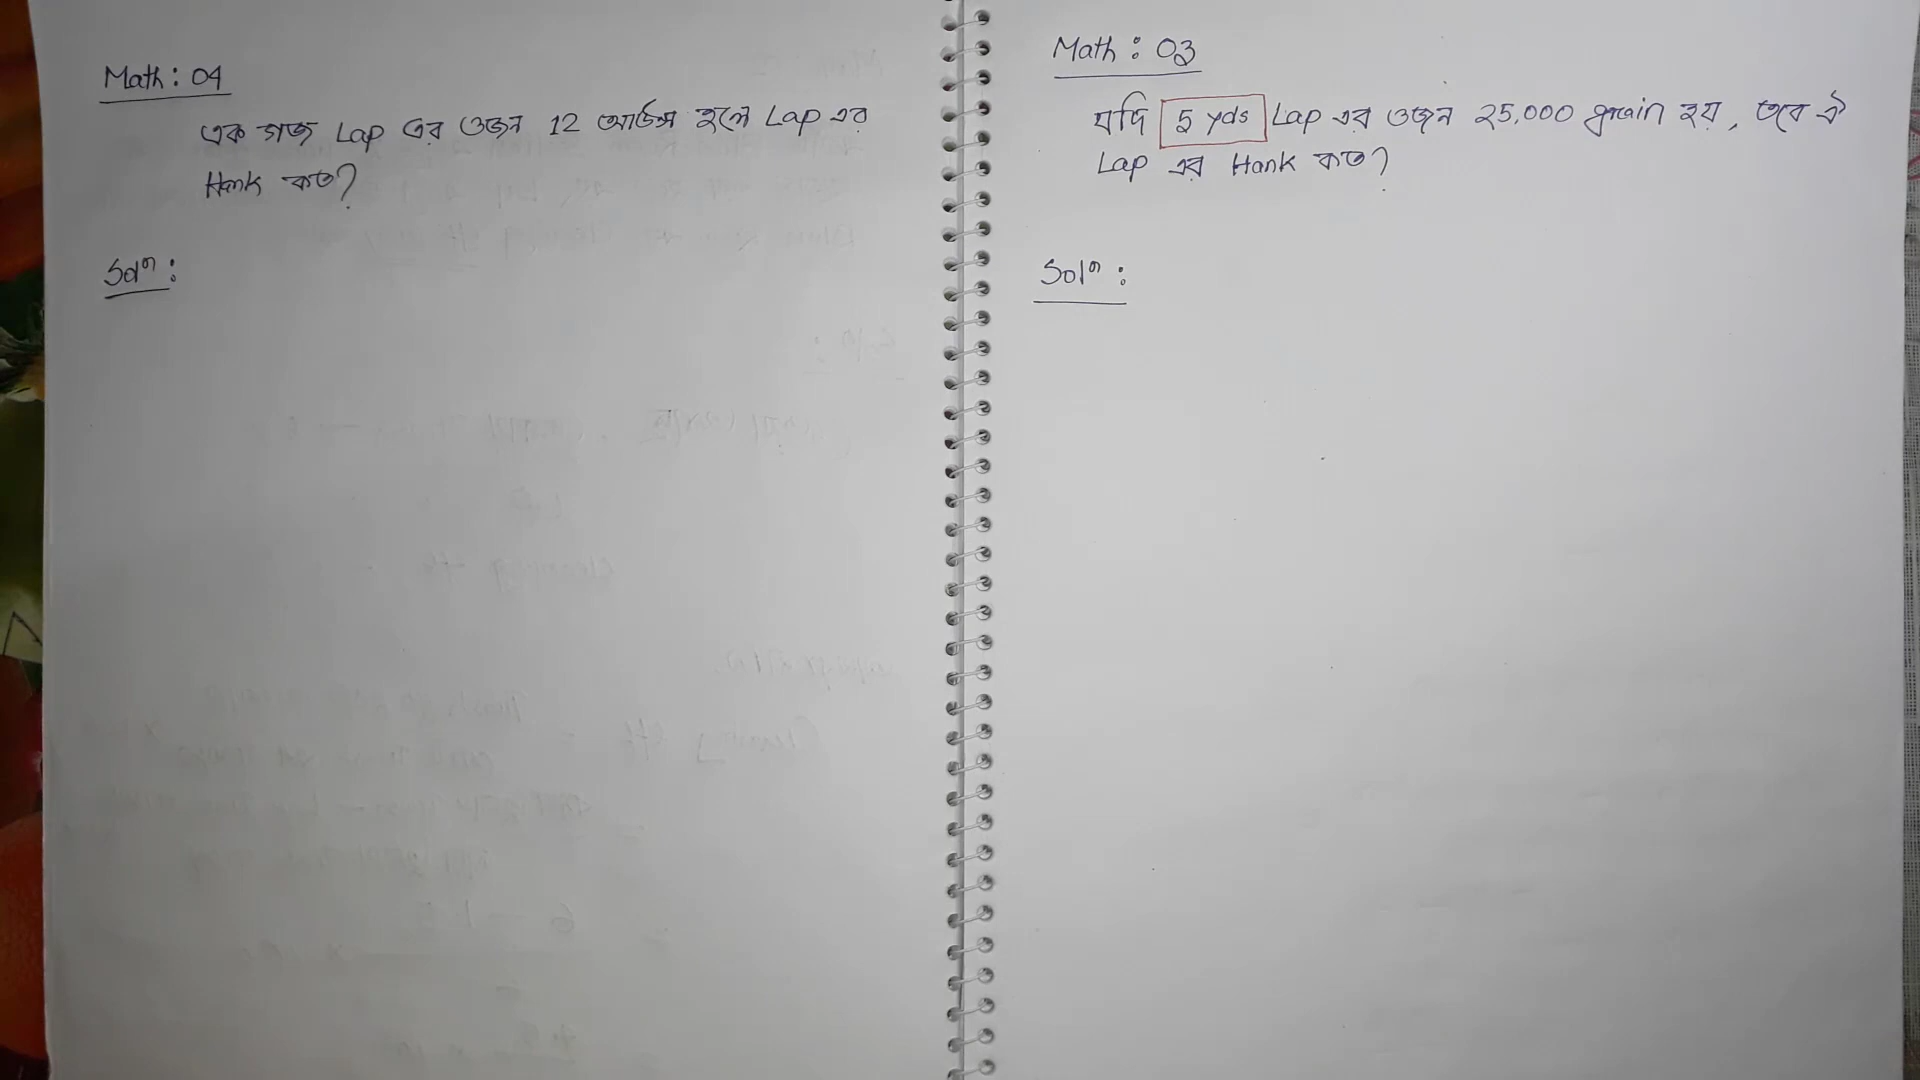 Math : 04
এক গজ Lap এর ওজন 12 আউন্স হলে Lap এর
Hank কত?
Solⁿ :
Math : 03
যদি 5 yds Lap এর ওজন 25,000 grain হয়, তবে ঐ
Lap এর Hank কত?
Solⁿ :